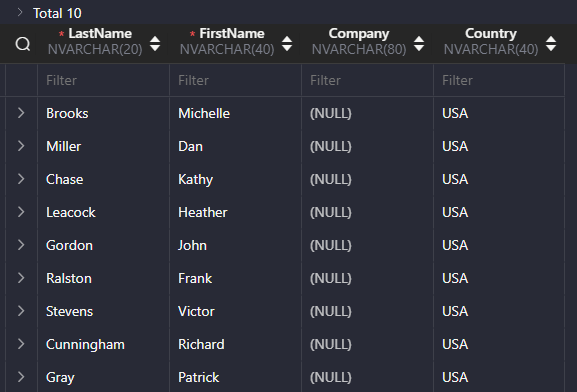 Total 10
* LastName * FirstName Company Country
NVARCHAR(20) NVARCHAR(40) NVARCHAR(80) NVARCHAR(40)
Filter Filter Filter Filter
Brooks Michelle (NULL) USA
Miller Dan (NULL) USA
Chase Kathy (NULL) USA
Leacock Heather (NULL) USA
Gordon John (NULL) USA
Ralston Frank (NULL) USA
Stevens Victor (NULL) USA
Cunningham Richard (NULL) USA
Gray Patrick (NULL) USA